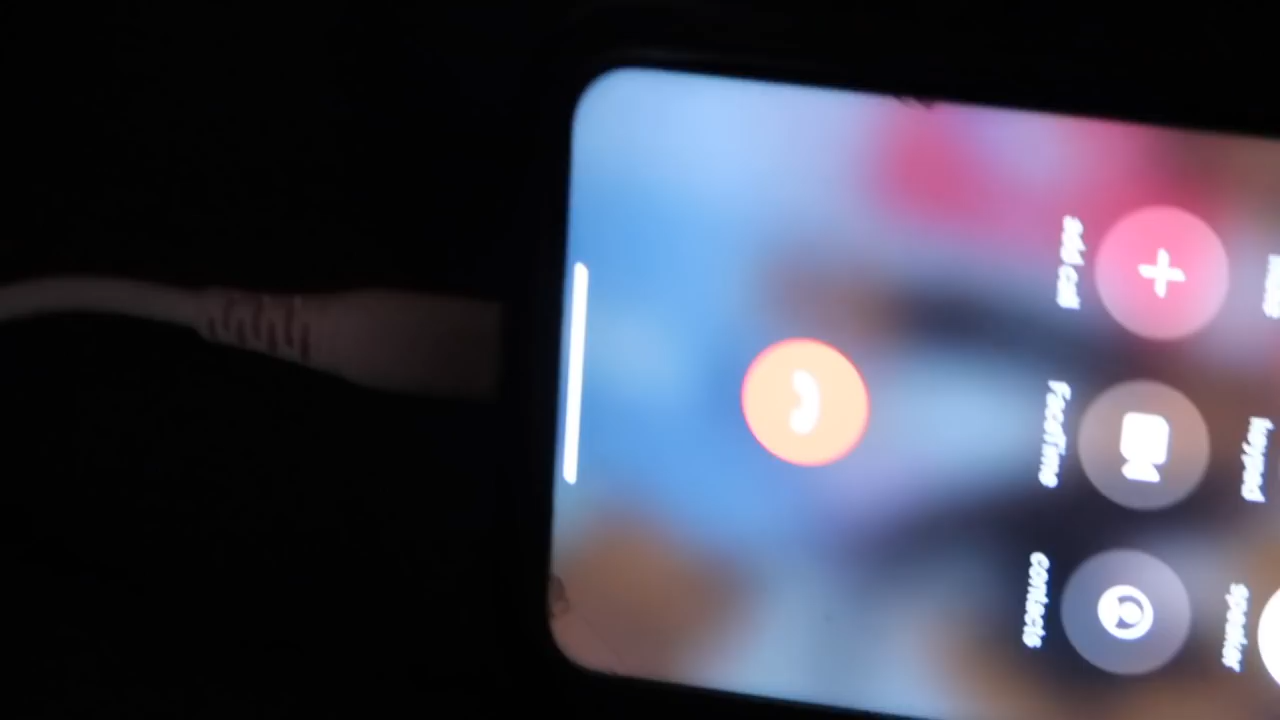 keypad
speaker
add call
FaceTime
contacts